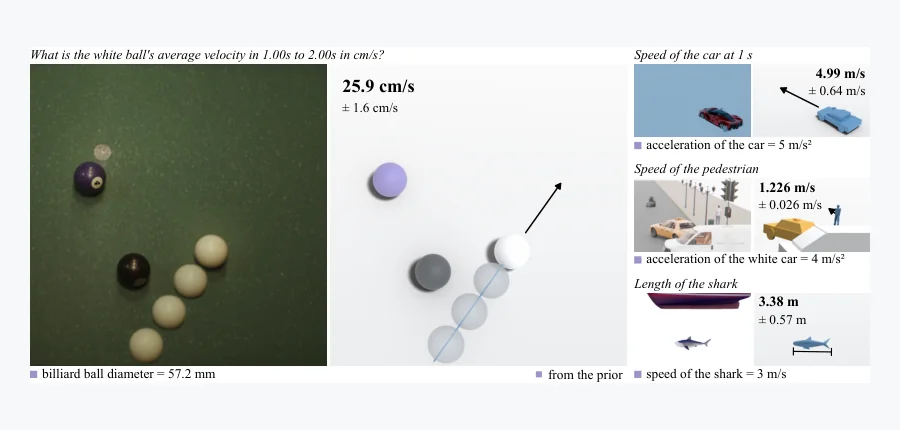 What is the white ball's average velocity in 1.00s to 2.00s in cm/s?
25.9 cm/s
± 1.6 cm/s
billiard ball diameter = 57.2 mm
from the prior
Speed of the car at 1 s
4.99 m/s
± 0.64 m/s
acceleration of the car = 5 m/s²
Speed of the pedestrian
1.226 m/s
± 0.026 m/s
acceleration of the white car = 4 m/s²
Length of the shark
3.38 m
± 0.57 m
speed of the shark = 3 m/s